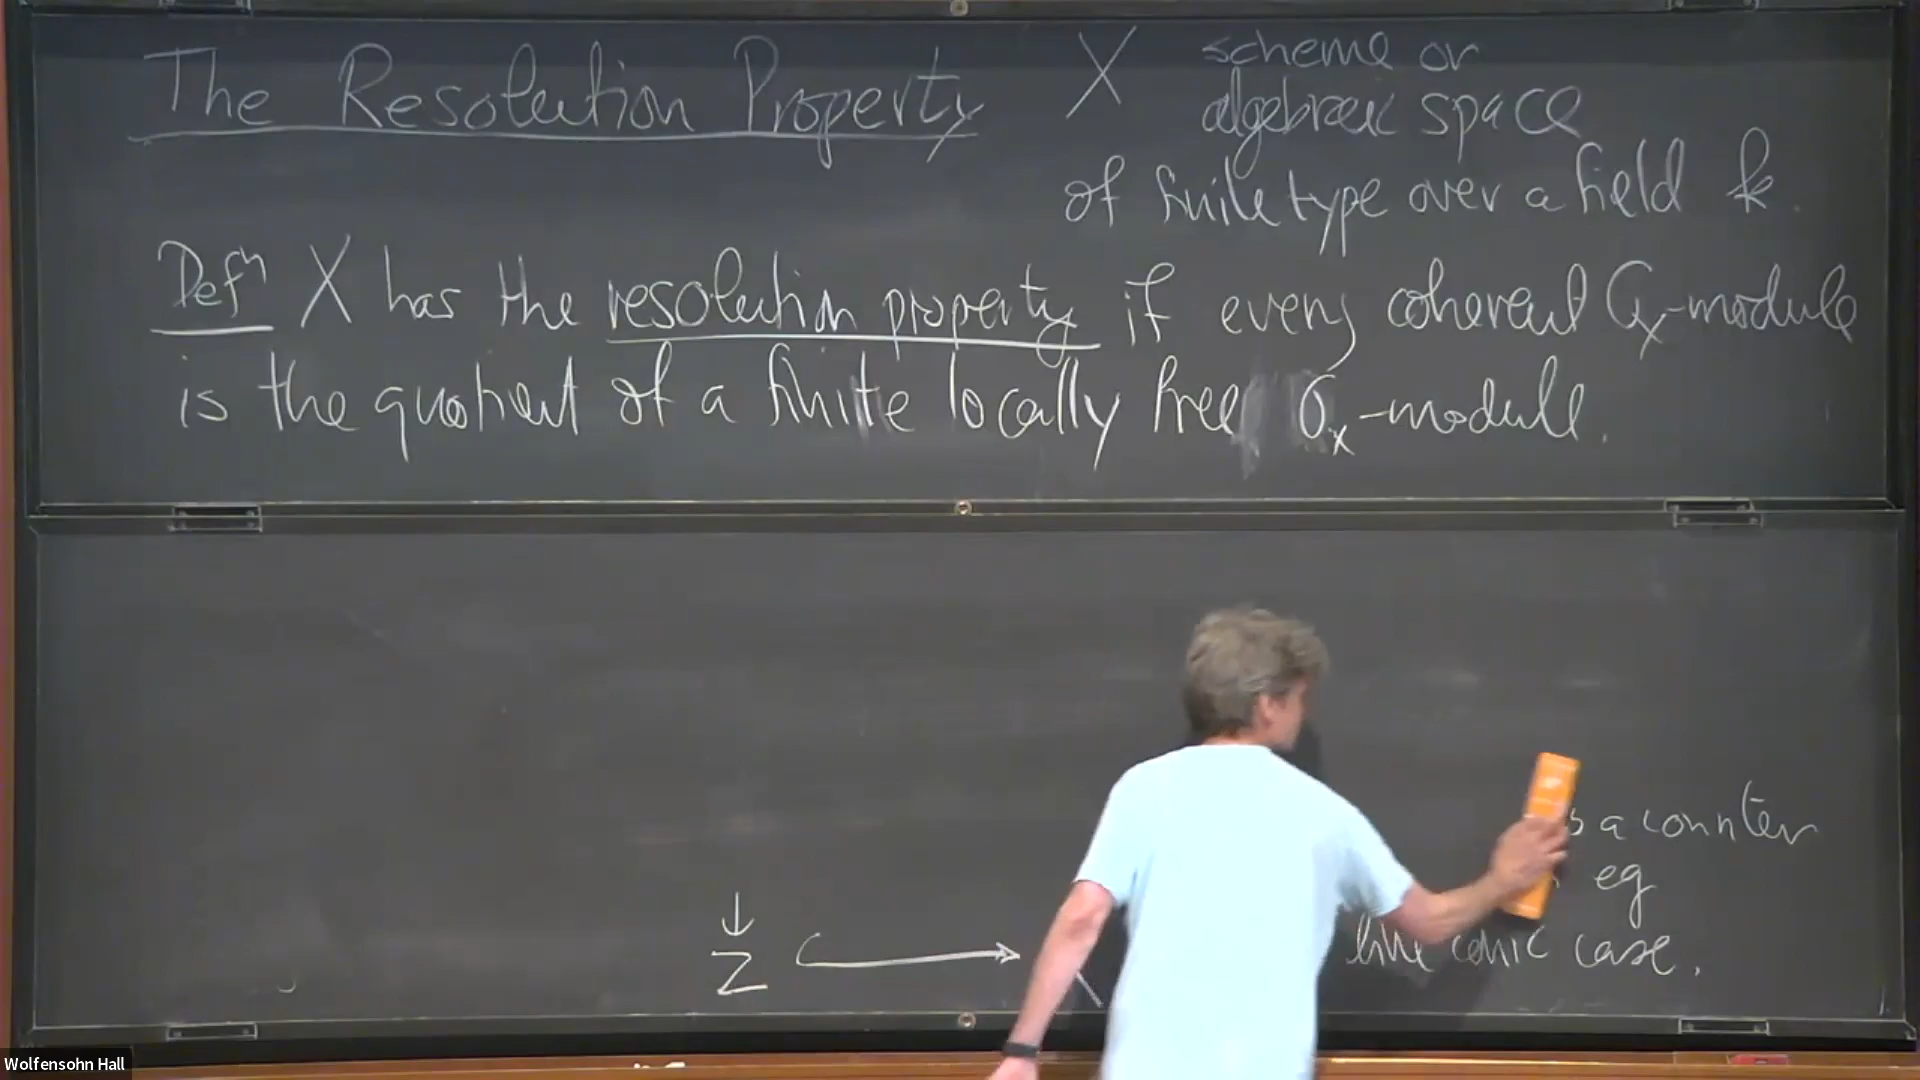 The Resolution Property X scheme or
algebraic space
of finite type over a field k.
Defⁿ X has the resolution property if every coherent O_X-module
is the quotient of a finite locally free O_X-module.
a counter
eg
↓
Z ⟶
like conic case.
Wolfensohn Hall